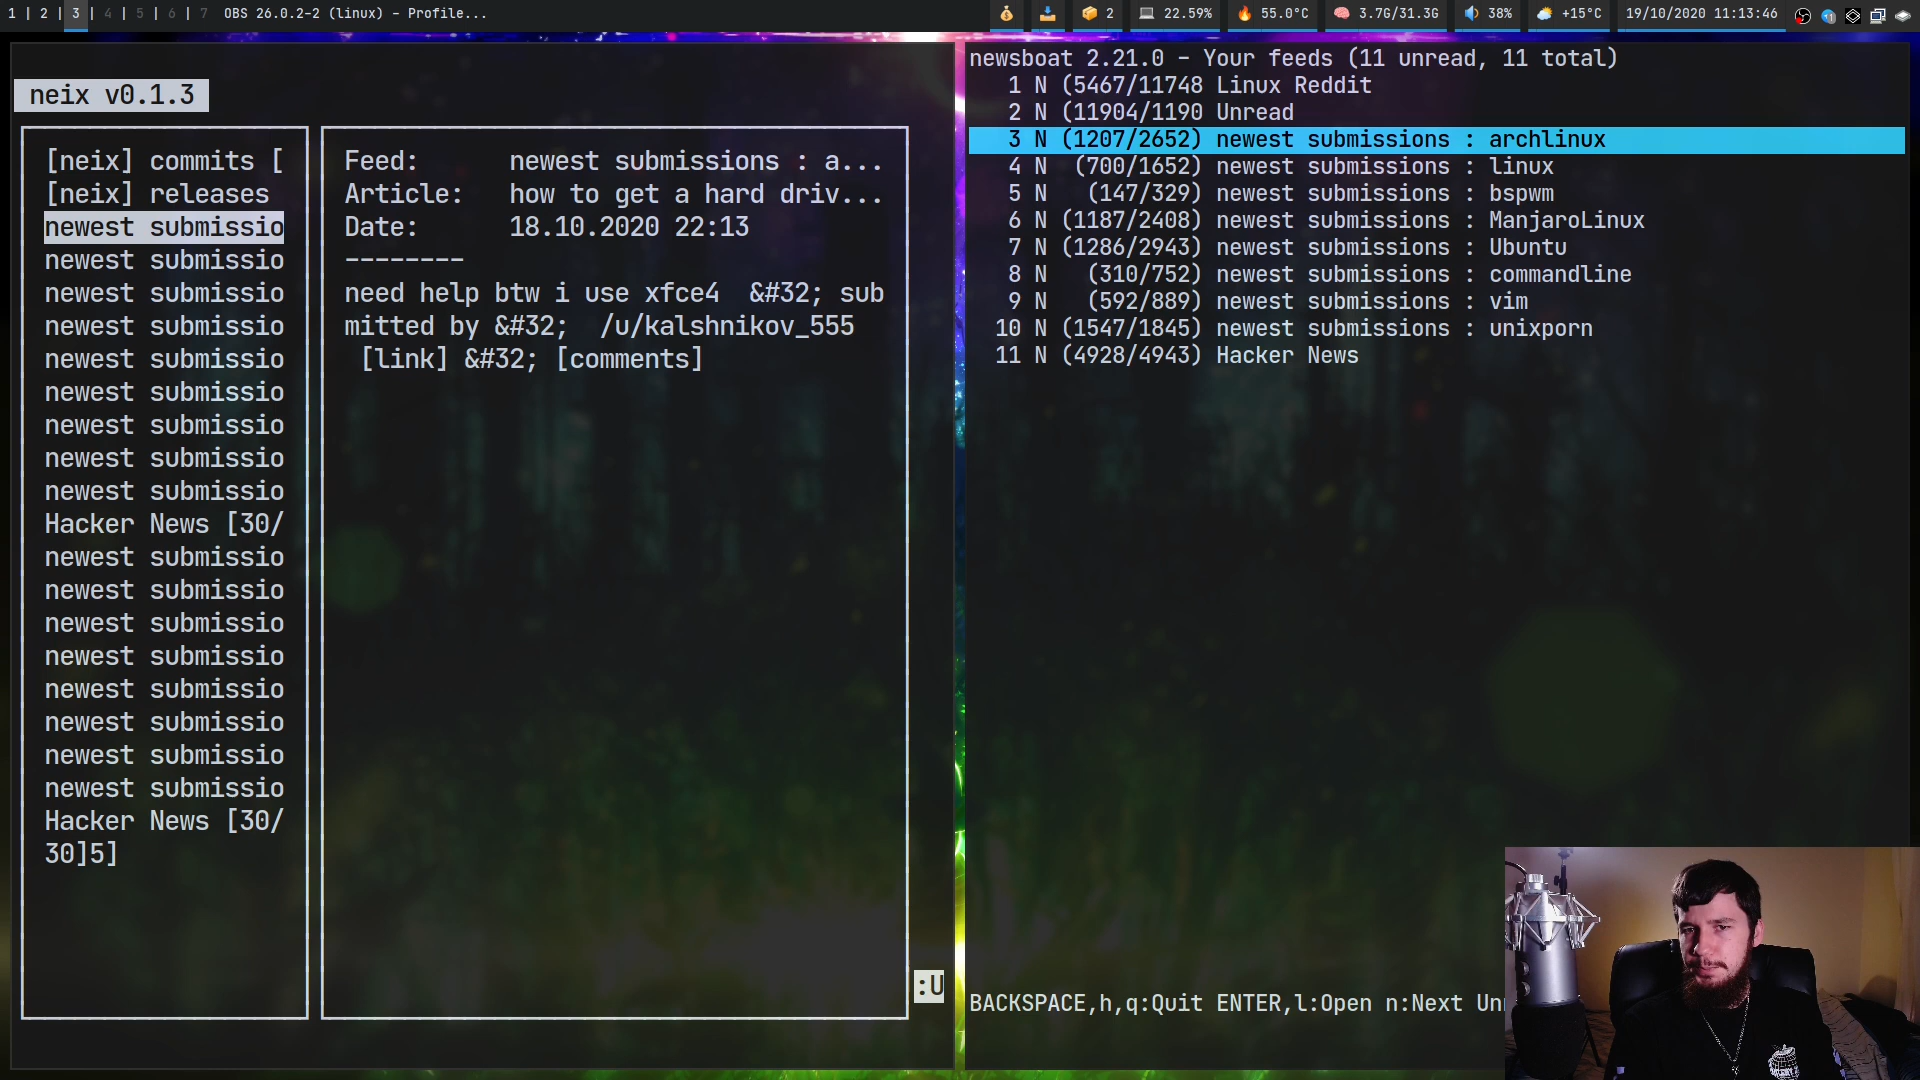 1 | 2 | 3 | 4 | 5 | 6 | 7 OBS 26.0.2-2 (linux) - Profile...
2 22.59% 55.0°C 3.7G/31.3G 38% +15°C 19/10/2020 11:13:46
neix v0.1.3
[neix] commits [
[neix] releases
newest submissio
newest submissio
newest submissio
newest submissio
newest submissio
newest submissio
newest submissio
newest submissio
newest submissio
Hacker News [30/
newest submissio
newest submissio
newest submissio
newest submissio
newest submissio
newest submissio
newest submissio
newest submissio
Hacker News [30/
30]5]
Feed: newest submissions : a...
Article: how to get a hard driv...
Date: 18.10.2020 22:13
--------
need help btw i use xfce4 &#32; sub
mitted by &#32; /u/kalshnikov_555
[link] &#32; [comments]
:U
newsboat 2.21.0 - Your feeds (11 unread, 11 total)
1 N (5467/11748 Linux Reddit
2 N (11904/1190 Unread
3 N (1207/2652) newest submissions : archlinux
4 N (700/1652) newest submissions : linux
5 N (147/329) newest submissions : bspwm
6 N (1187/2408) newest submissions : ManjaroLinux
7 N (1286/2943) newest submissions : Ubuntu
8 N (310/752) newest submissions : commandline
9 N (592/889) newest submissions : vim
10 N (1547/1845) newest submissions : unixporn
11 N (4928/4943) Hacker News
BACKSPACE,h,q:Quit ENTER,l:Open n:Next Un